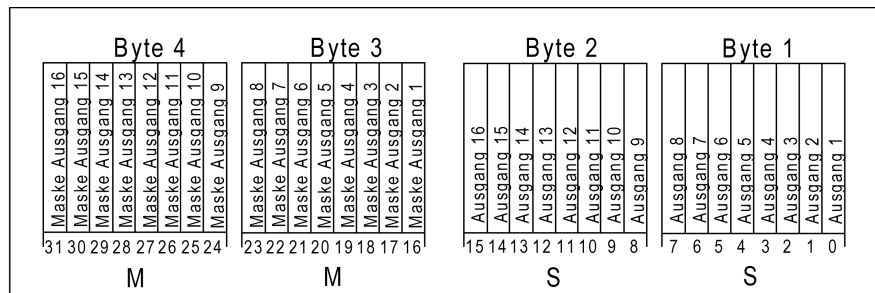 Byte 4 Byte 3 Byte 2 Byte 1
Maske Ausgang 16
Maske Ausgang 15
Maske Ausgang 14
Maske Ausgang 13
Maske Ausgang 12
Maske Ausgang 11
Maske Ausgang 10
Maske Ausgang 9
Maske Ausgang 8
Maske Ausgang 7
Maske Ausgang 6
Maske Ausgang 5
Maske Ausgang 4
Maske Ausgang 3
Maske Ausgang 2
Maske Ausgang 1
Ausgang 16
Ausgang 15
Ausgang 14
Ausgang 13
Ausgang 12
Ausgang 11
Ausgang 10
Ausgang 9
Ausgang 8
Ausgang 7
Ausgang 6
Ausgang 5
Ausgang 4
Ausgang 3
Ausgang 2
Ausgang 1
31 30 29 28 27 26 25 24 23 22 21 20 19 18 17 16 15 14 13 12 11 10 9 8 7 6 5 4 3 2 1 0
M M S S